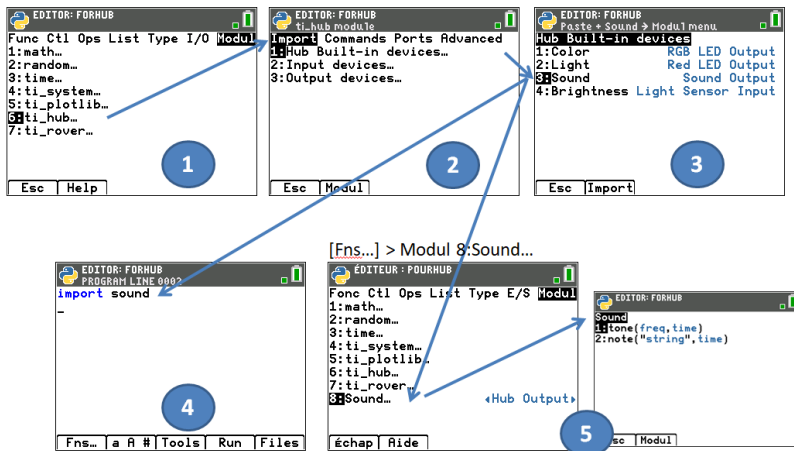 EDITOR: FORHUB
Func Ctl Ops List Type I/O Modul
1:math…
2:random…
3:time…
4:ti_system…
5:ti_plotlib…
6:ti_hub…
7:ti_rover…
Esc Help
1
EDITOR: FORHUB
ti_hub module
Import Commands Ports Advanced
1:Hub Built-in devices…
2:Input devices…
3:Output devices…
Esc Modul
2
EDITOR: FORHUB
Paste + Sound → Modul menu
Hub Built-in devices
1:Color RGB LED Output
2:Light Red LED Output
3:Sound Sound Output
4:Brightness Light Sensor Input
Esc Import
3
EDITOR: FORHUB
PROGRAM LINE 0002
import sound
_
Fns… a A # Tools Run Files
4
[Fns...] > Modul 8:Sound...
ÉDITEUR : POURHUB
Fonc Ctl Ops List Type E/S Modul
1:math…
2:random…
3:time…
4:ti_system…
5:ti_plotlib…
6:ti_hub…
7:ti_rover…
8:Sound… ◂Hub Output▸
échap Aide
EDITOR: FORHUB
Sound
1:tone(freq,time)
2:note("string",time)
sc Modul
5